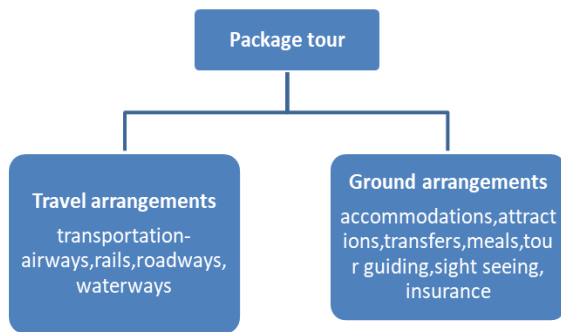 Package tour
Travel arrangements
transportation-
airways,rails,roadways,
waterways
Ground arrangements
accommodations,attract
ions,transfers,meals,tou
r guiding,sight seeing,
insurance